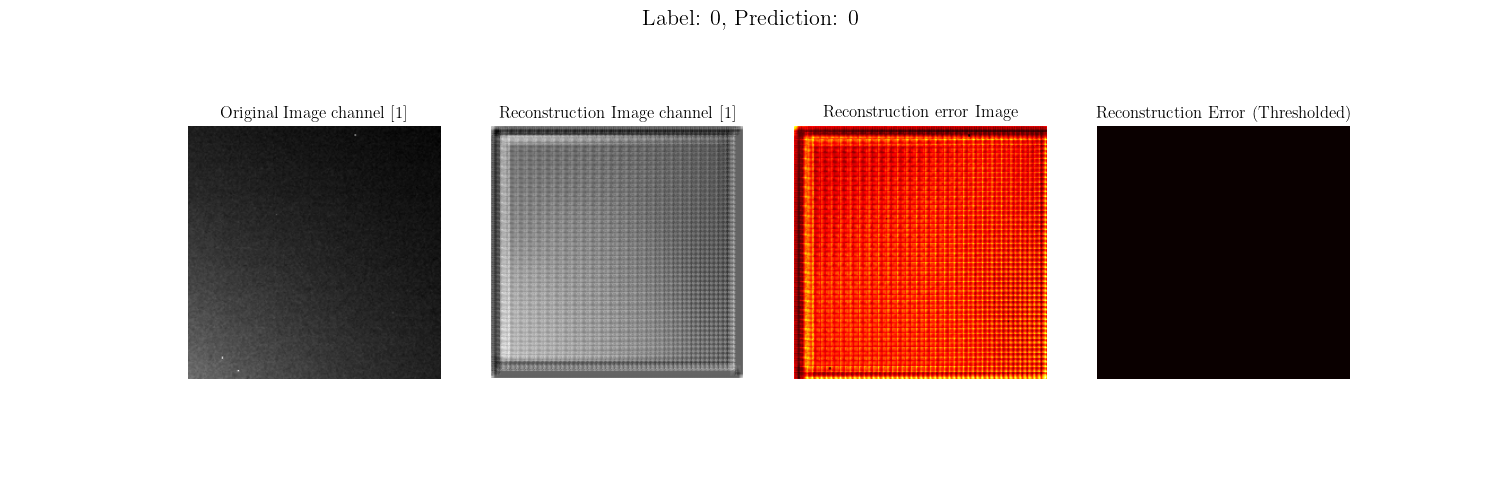 Label: 0, Prediction: 0
Original Image channel [1]
Reconstruction Image channel [1]
Reconstruction error Image
Reconstruction Error (Thresholded)